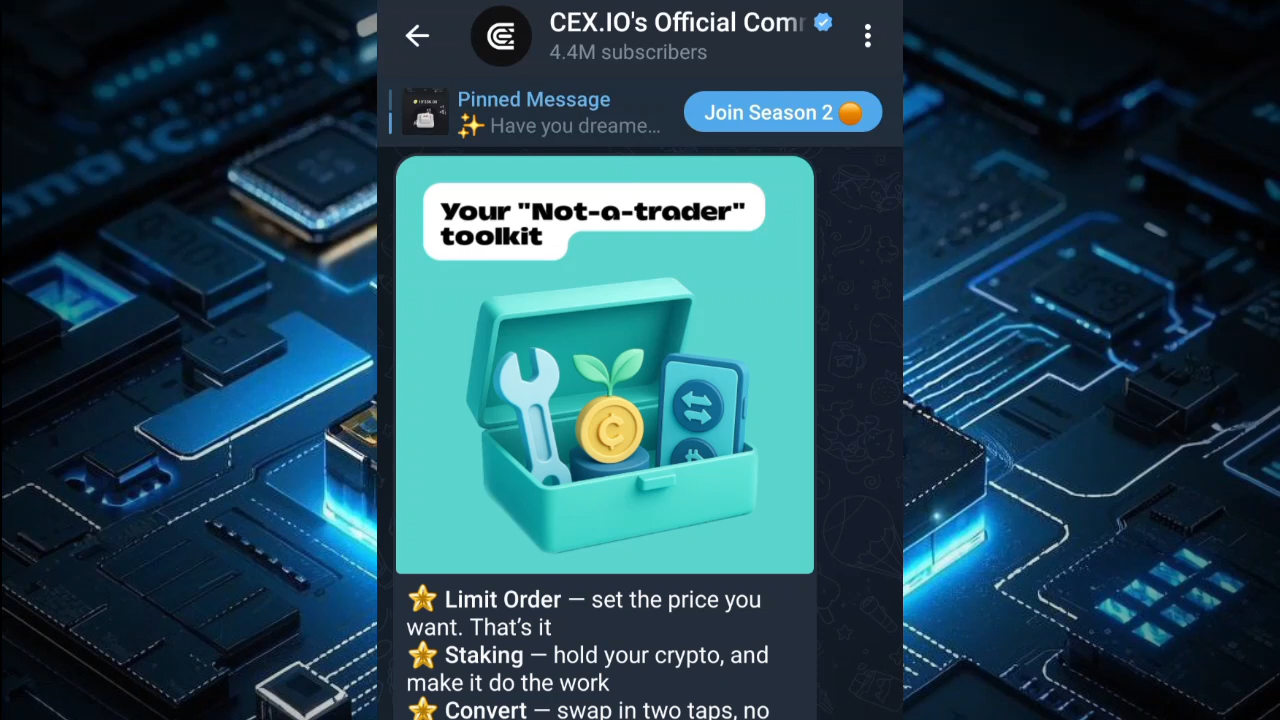 CEX.IO's Official Com
4.4M subscribers
Pinned Message
✨ Have you dreame...
Join Season 2
Your "Not-a-trader"
toolkit
Limit Order — set the price you
want. That's it
Staking — hold your crypto, and
make it do the work
Convert — swap in two taps, no